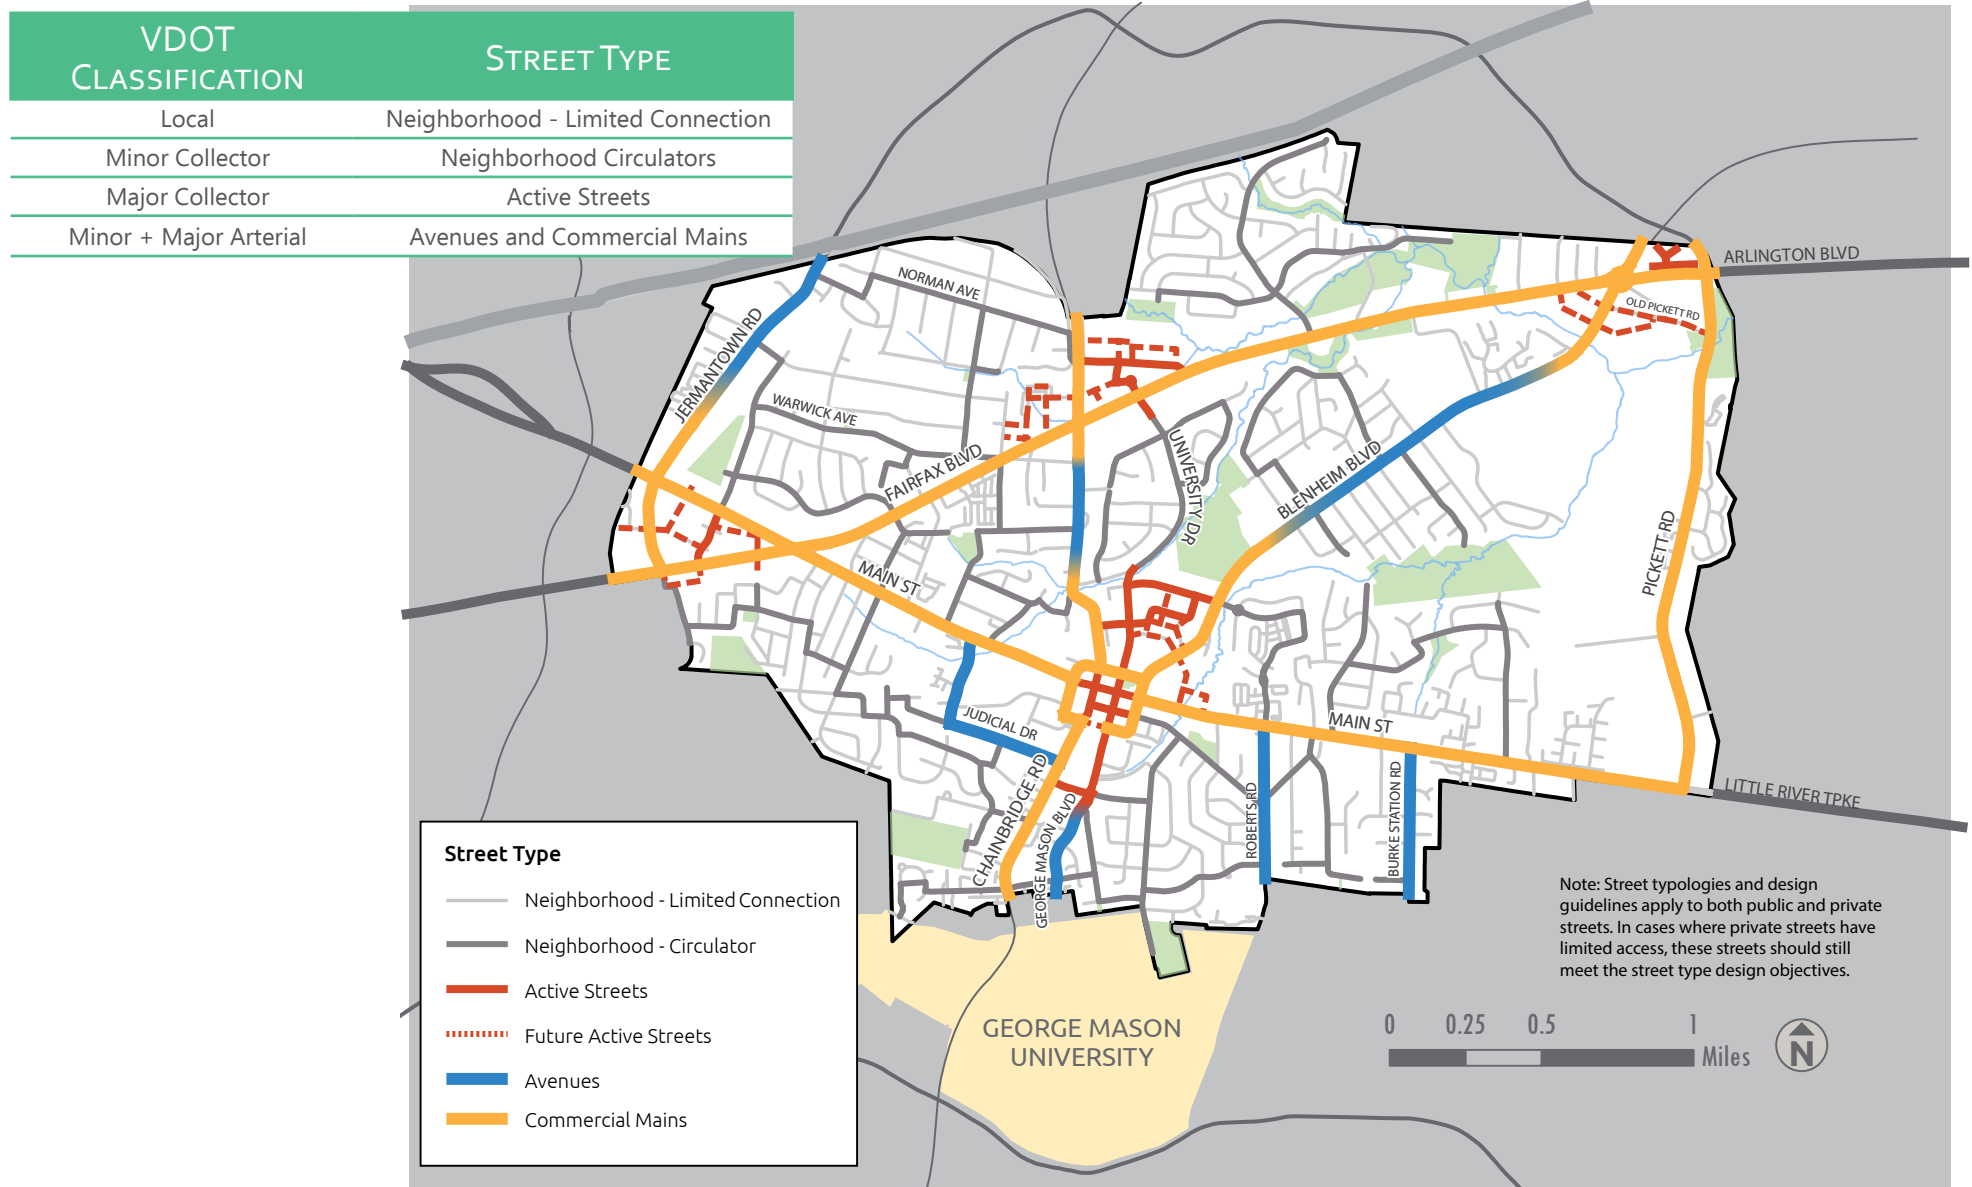 VDOT
CLASSIFICATION
STREET TYPE
Local
Neighborhood - Limited Connection
Minor Collector
Neighborhood Circulators
Major Collector
Active Streets
Minor + Major Arterial
Avenues and Commercial Mains
ARLINGTON BLVD
NORMAN AVE
OLD PICKETT RD
JERMANTOWN RD
WARWICK AVE
FAIRFAX BLVD
UNIVERSITY DR
BLENHEIM BLVD
PICKETT RD
MAIN ST
JUDICIAL DR
MAIN ST
CHAINBRIDGE RD
GEORGE MASON BLVD
ROBERTS RD
BURKE STATION RD
LITTLE RIVER TPKE
Street Type
Neighborhood - Limited Connection
Neighborhood - Circulator
Active Streets
Future Active Streets
Avenues
Commercial Mains
GEORGE MASON
UNIVERSITY
Note: Street typologies and design
guidelines apply to both public and private
streets. In cases where private streets have
limited access, these streets should still
meet the street type design objectives.
0 0.25 0.5 1
Miles
N